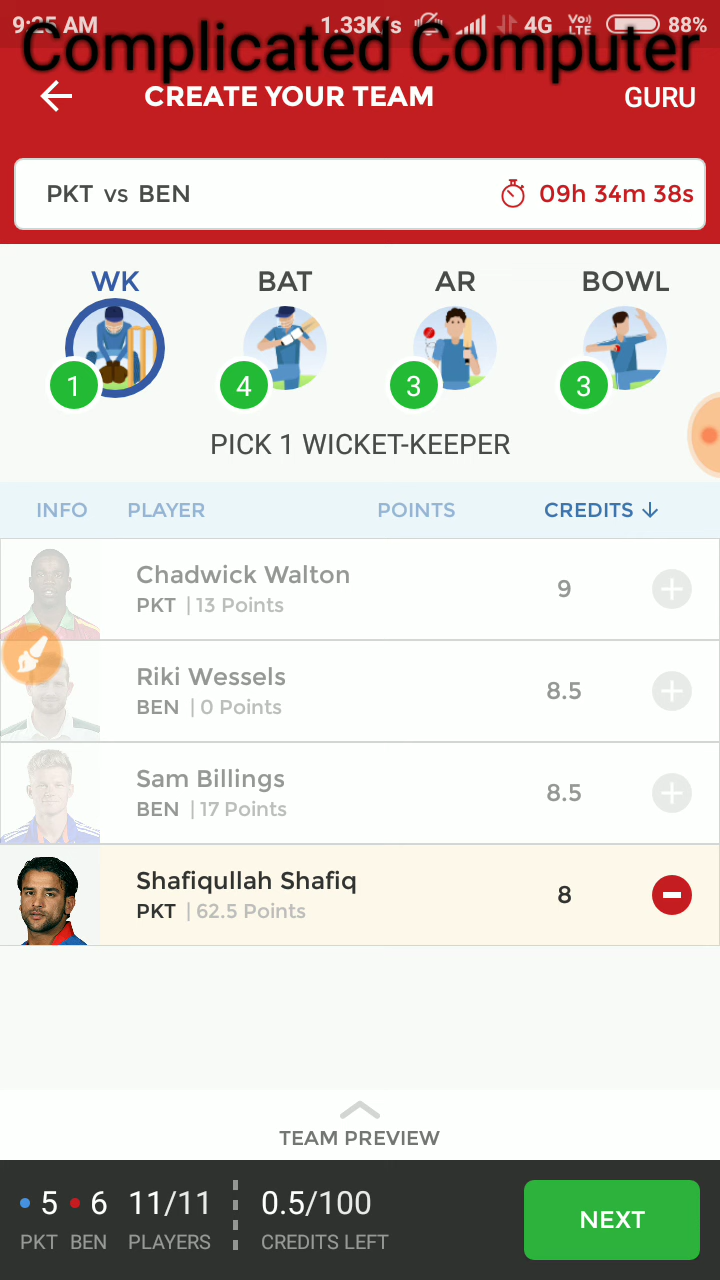 9:25 AM 1.33K/s 4G Vo) LTE 88%
Complicated Computer
CREATE YOUR TEAM GURU
PKT vs BEN 09h 34m 38s
WK BAT AR BOWL
1 4 3 3
PICK 1 WICKET-KEEPER
INFO PLAYER POINTS CREDITS
Chadwick Walton
PKT | 13 Points 9
Riki Wessels
BEN | 0 Points 8.5
Sam Billings
BEN | 17 Points 8.5
Shafiqullah Shafiq
PKT | 62.5 Points 8
TEAM PREVIEW
5 6 11/11 0.5/100 NEXT
PKT BEN PLAYERS CREDITS LEFT